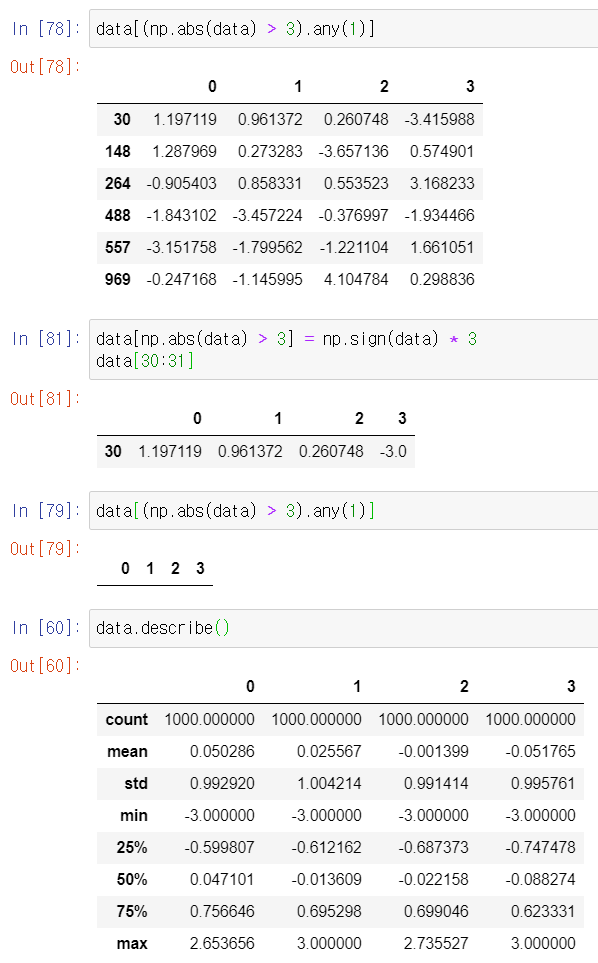 In [78]: data[(np.abs(data) > 3).any(1)]
Out[78]:
0 1 2 3
30 1.197119 0.961372 0.260748 -3.415988
148 1.287969 0.273283 -3.657136 0.574901
264 -0.905403 0.858331 0.553523 3.168233
488 -1.843102 -3.457224 -0.376997 -1.934466
557 -3.151758 -1.799562 -1.221104 1.661051
969 -0.247168 -1.145995 4.104784 0.298836
In [81]: data[np.abs(data) > 3] = np.sign(data) * 3
data[30:31]
Out[81]:
0 1 2 3
30 1.197119 0.961372 0.260748 -3.0
In [79]: data[(np.abs(data) > 3).any(1)]
Out[79]:
0 1 2 3
In [60]: data.describe()
Out[60]:
0 1 2 3
count 1000.000000 1000.000000 1000.000000 1000.000000
mean 0.050286 0.025567 -0.001399 -0.051765
std 0.992920 1.004214 0.991414 0.995761
min -3.000000 -3.000000 -3.000000 -3.000000
25% -0.599807 -0.612162 -0.687373 -0.747478
50% 0.047101 -0.013609 -0.022158 -0.088274
75% 0.756646 0.695298 0.699046 0.623331
max 2.653656 3.000000 2.735527 3.000000